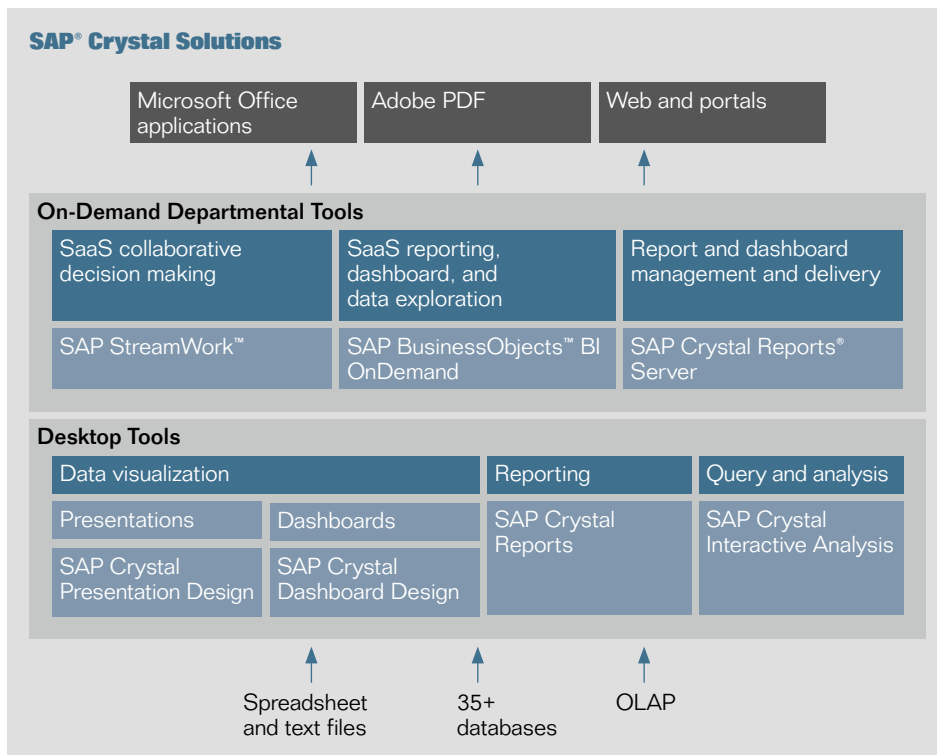 SAP® Crystal Solutions
Microsoft Office
applications
Adobe PDF
Web and portals
On-Demand Departmental Tools
SaaS collaborative
decision making
SaaS reporting,
dashboard, and
data exploration
Report and dashboard
management and delivery
SAP StreamWork™
SAP BusinessObjects™ BI
OnDemand
SAP Crystal Reports®
Server
Desktop Tools
Data visualization
Reporting
Query and analysis
Presentations
Dashboards
SAP Crystal
Reports
SAP Crystal
Interactive Analysis
SAP Crystal
Presentation Design
SAP Crystal
Dashboard Design
Spreadsheet
and text files
35+
databases
OLAP